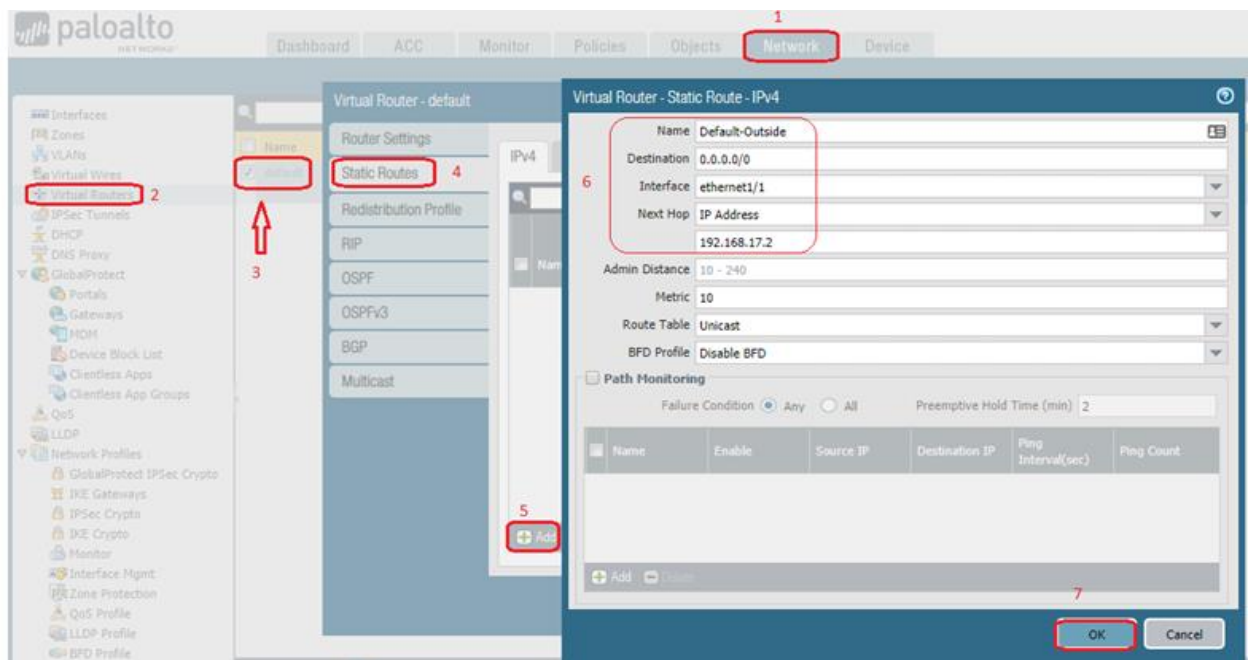 paloalto
NETWORKS
Dashboard ACC Monitor Policies Objects Network Device
1
Interfaces
Zones
VLANs
Virtual Wires
Virtual Routers
2
IPSec Tunnels
DHCP
DNS Proxy
GlobalProtect
Portals
Gateways
MDM
Device Block List
Clientless Apps
Clientless App Groups
QoS
LLDP
Network Profiles
GlobalProtect IPSec Crypto
IKE Gateways
IPSec Crypto
IKE Crypto
Monitor
Interface Mgmt
Zone Protection
QoS Profile
LLDP Profile
BFD Profile
Name
default
3
Virtual Router - default
Router Settings
Static Routes
4
Redistribution Profile
RIP
OSPF
OSPFv3
BGP
Multicast
IPv4
Nam
5
Add
Virtual Router - Static Route - IPv4
6
Name Default-Outside
Destination 0.0.0.0/0
Interface ethernet1/1
Next Hop IP Address
192.168.17.2
Admin Distance 10 - 240
Metric 10
Route Table Unicast
BFD Profile Disable BFD
Path Monitoring
Failure Condition Any All Preemptive Hold Time (min) 2
Name Enable Source IP Destination IP Ping Interval(sec) Ping Count
Add Delete
7
OK Cancel